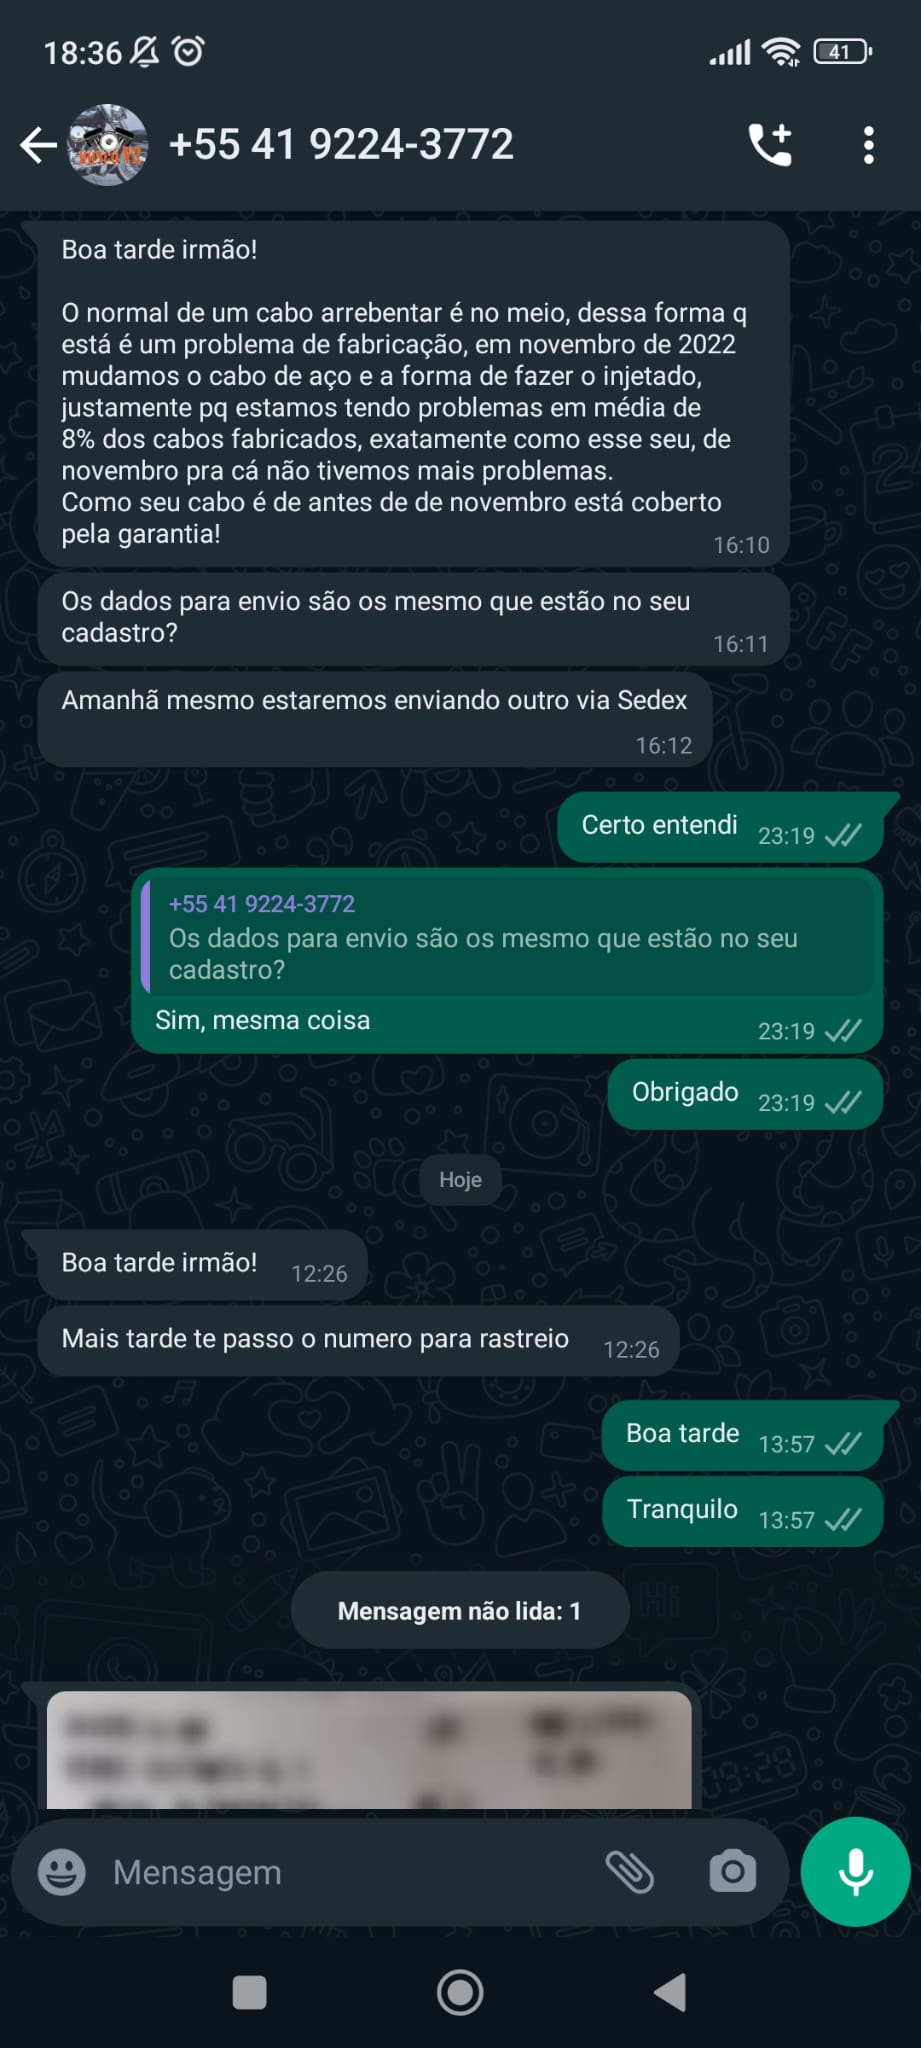 18:36
41
+55 41 9224-3772
Boa tarde irmão!
O normal de um cabo arrebentar é no meio, dessa forma q
está é um problema de fabricação, em novembro de 2022
mudamos o cabo de aço e a forma de fazer o injetado,
justamente pq estamos tendo problemas em média de
8% dos cabos fabricados, exatamente como esse seu, de
novembro pra cá não tivemos mais problemas.
Como seu cabo é de antes de de novembro está coberto
pela garantia!
16:10
Os dados para envio são os mesmo que estão no seu
cadastro?
16:11
Amanhã mesmo estaremos enviando outro via Sedex
16:12
Certo entendi 23:19
+55 41 9224-3772
Os dados para envio são os mesmo que estão no seu
cadastro?
Sim, mesma coisa
23:19
Obrigado 23:19
Hoje
Boa tarde irmão! 12:26
Mais tarde te passo o numero para rastreio 12:26
Boa tarde 13:57
Tranquilo 13:57
Mensagem não lida: 1
Mensagem